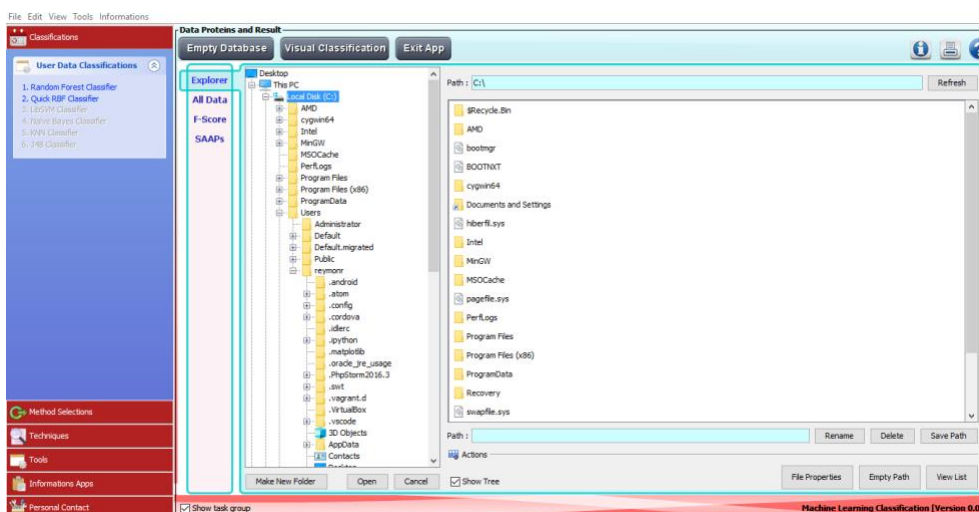 File Edit View Tools Informations
Classifications
User Data Classifications
1. Random Forest Classifier
2. Quick RBF Classifier
3. LibSVM Classifier
4. Naive Bayes Classifier
5. KNN Classifier
6. J48 Classifier
Method Selections
Techniques
Tools
Informations Apps
Personal Contact
Data Proteins and Result
Empty Database Visual Classification Exit App
Explorer
All Data
F-Score
SAAPs
Desktop
This PC
Local Disk (C:)
AMD
cygwin64
Intel
MinGW
MSOCache
PerfLogs
Program Files
Program Files (x86)
ProgramData
Users
Administrator
Default
Default.migrated
Public
reymonr
.android
.atom
.config
.cordova
.idlerc
.ipython
.matplotlib
.oracle_jre_usage
.PhpStorm2016.3
.swt
.vagrant.d
.VirtualBox
.vscode
3D Objects
AppData
Contacts
Make New Folder Open Cancel
Path : C:\ Refresh
$Recycle.Bin
AMD
bootmgr
BOOTNXT
cygwin64
Documents and Settings
hiberfil.sys
Intel
MinGW
MSOCache
pagefile.sys
PerfLogs
Program Files
Program Files (x86)
ProgramData
Recovery
swapfile.sys
Path : Rename Delete Save Path
Actions
Show Tree File Properties Empty Path View List
Show task group Machine Learning Classification [Version 0.0